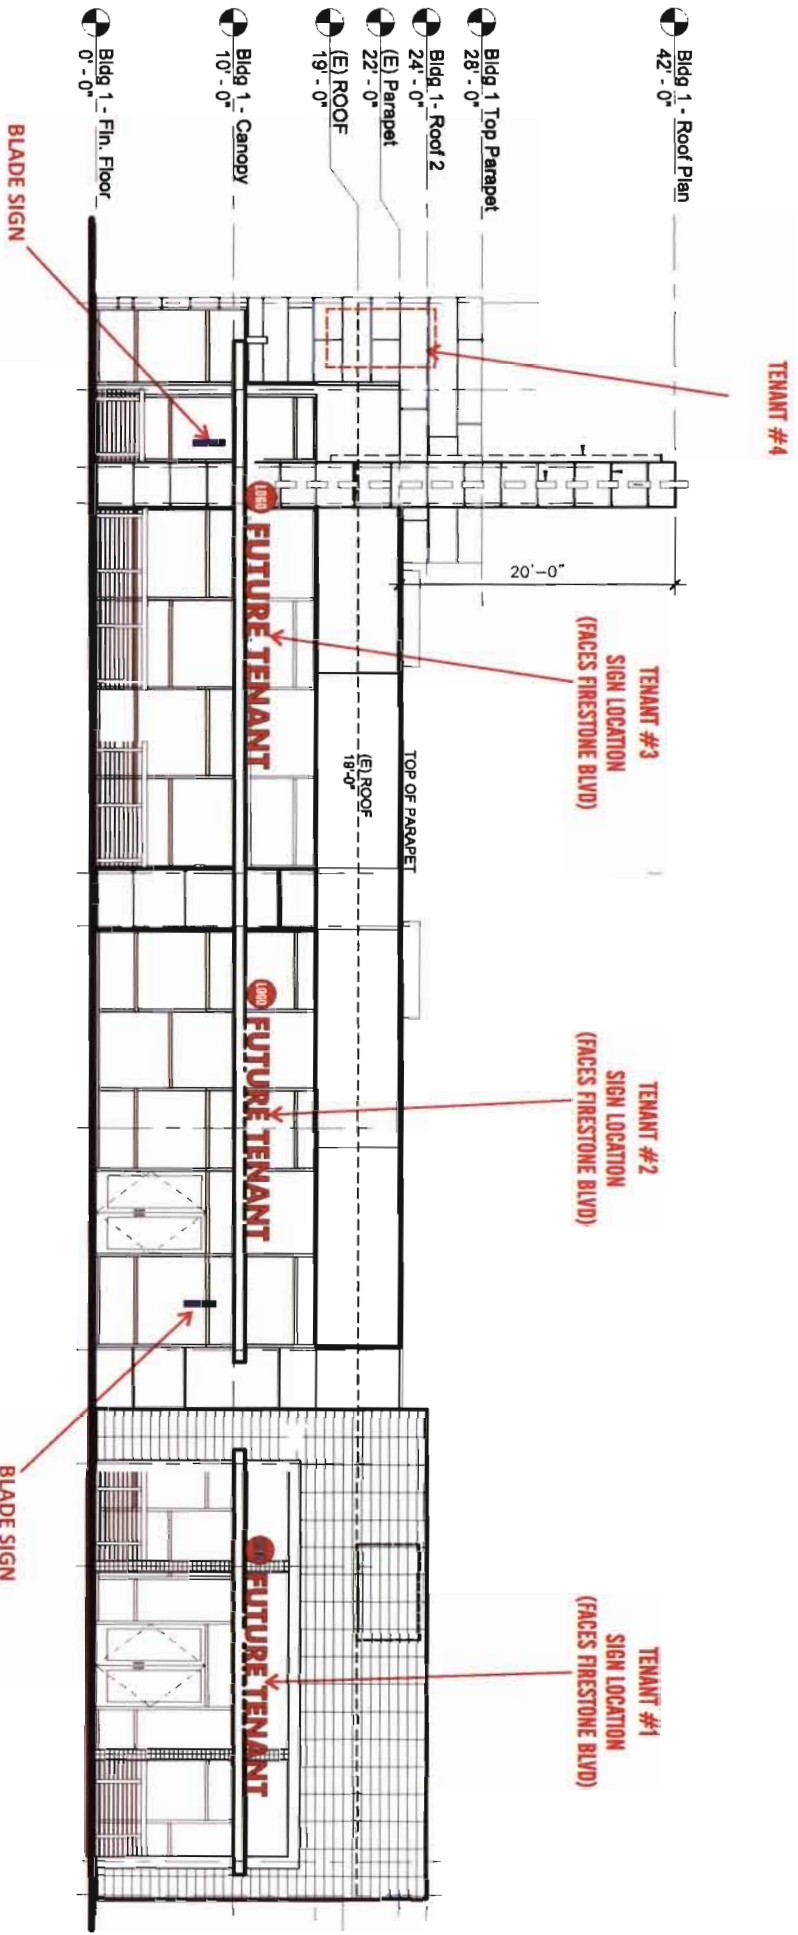 Bldg 1 - Roof Plan
42' - 0"
Bldg 1 Top Parapet
28' - 0"
Bldg 1- Roof 2
24' - 0"
(E) Parapet
22' - 0"
(E) ROOF
19' - 0"
Bldg 1 - Canopy
10' - 0"
Bldg 1 - Fin. Floor
0' - 0"
TENANT #4
TENANT #3
SIGN LOCATION
(FACES FIRESTONE BLVD)
TENANT #2
SIGN LOCATION
(FACES FIRESTONE BLVD)
TENANT #1
SIGN LOCATION
(FACES FIRESTONE BLVD)
20'-0"
TOP OF PARAPET
(E) ROOF
LOGO FUTURE TENANT
LOGO FUTURE TENANT
FUTURE TENANT
BLADE SIGN
BLADE SIGN